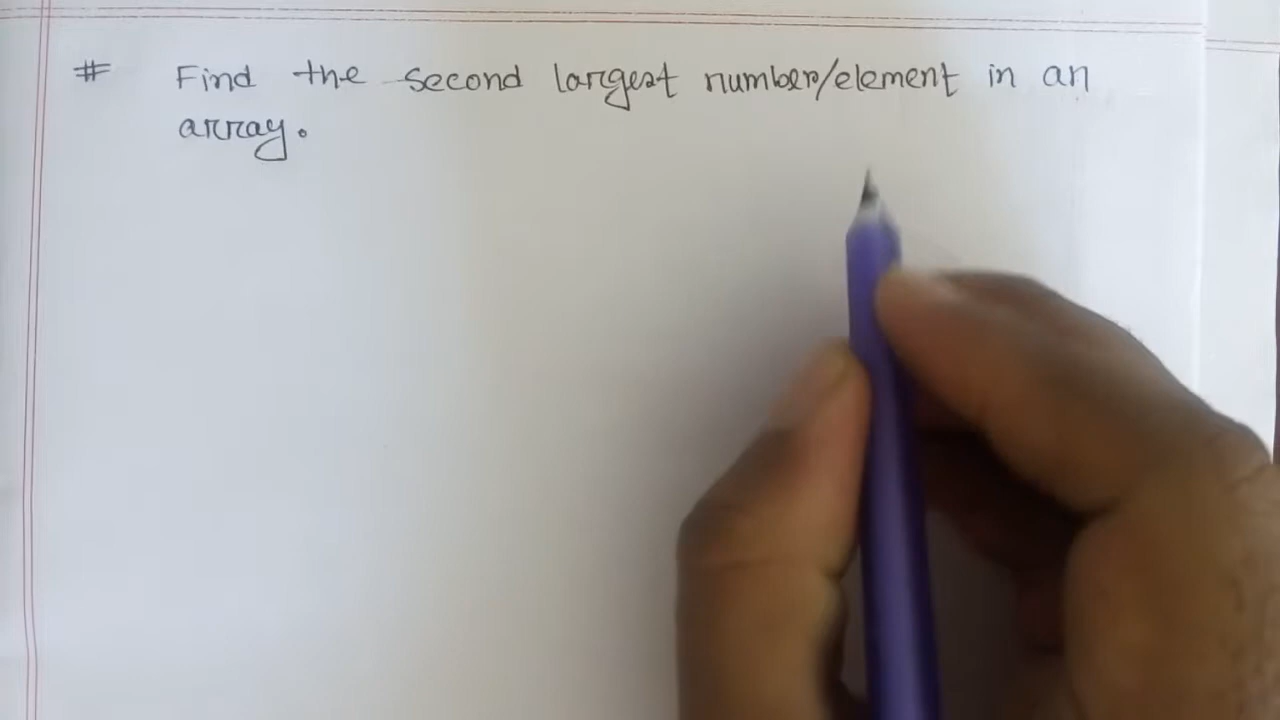 # Find the second largest number/element in an
array.